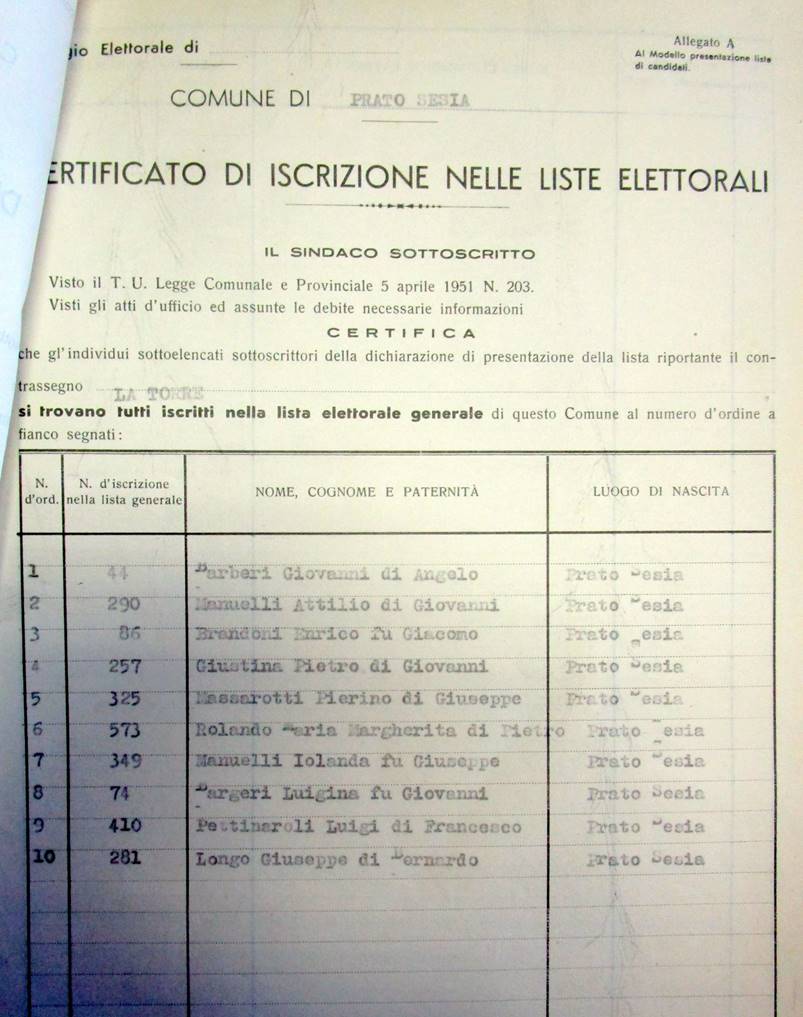 gio Elettorale di
Allegato A
Al Modello presentazione liste
di candidati.
COMUNE DI PRATO SESIA
ERTIFICATO DI ISCRIZIONE NELLE LISTE ELETTORALI
IL SINDACO SOTTOSCRITTO
Visto il T. U. Legge Comunale e Provinciale 5 aprile 1951 N. 203.
Visti gli atti d'ufficio ed assunte le debite necessarie informazioni
CERTIFICA
che gl'individui sottoelencati sottoscrittori della dichiarazione di presentazione della lista riportante il con-
trassegno LA TORRE
si trovano tutti iscritti nella lista elettorale generale di questo Comune al numero d'ordine a
fianco segnati:
N. d'ord. N. d'iscrizione nella lista generale NOME, COGNOME E PATERNITÀ LUOGO DI NASCITA
1 44 Barberi Giovanni di Angelo Prato Sesia
2 290 Manuelli Attilio di Giovanni Prato Sesia
3 86 Brandoni Enrico fu Giacomo Prato Sesia
4 257 Giustina Pietro di Giovanni Prato Sesia
5 325 Massarotti Pierino di Giuseppe Prato Sesia
6 573 Rolando Maria Margherita di Pietro Prato Sesia
7 349 Manuelli Iolanda fu Giuseppe Prato Sesia
8 74 Luigina fu Giovanni Prato Sesia
9 410 Pettinaroli Luigi di Francesco Prato Sesia
10 281 Longo Giuseppe di Bernardo Prato Sesia